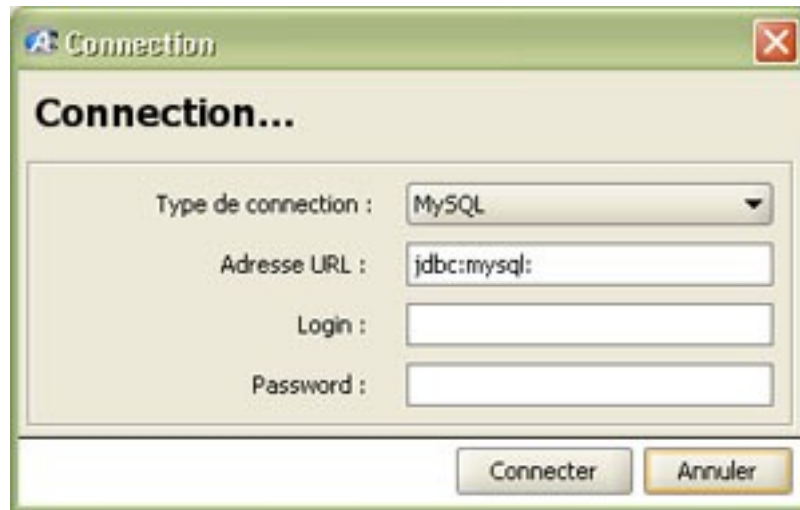 Connection
Connection...
Type de connection : MySQL
Adresse URL : jdbc:mysql:
Login :
Password :
Connecter Annuler